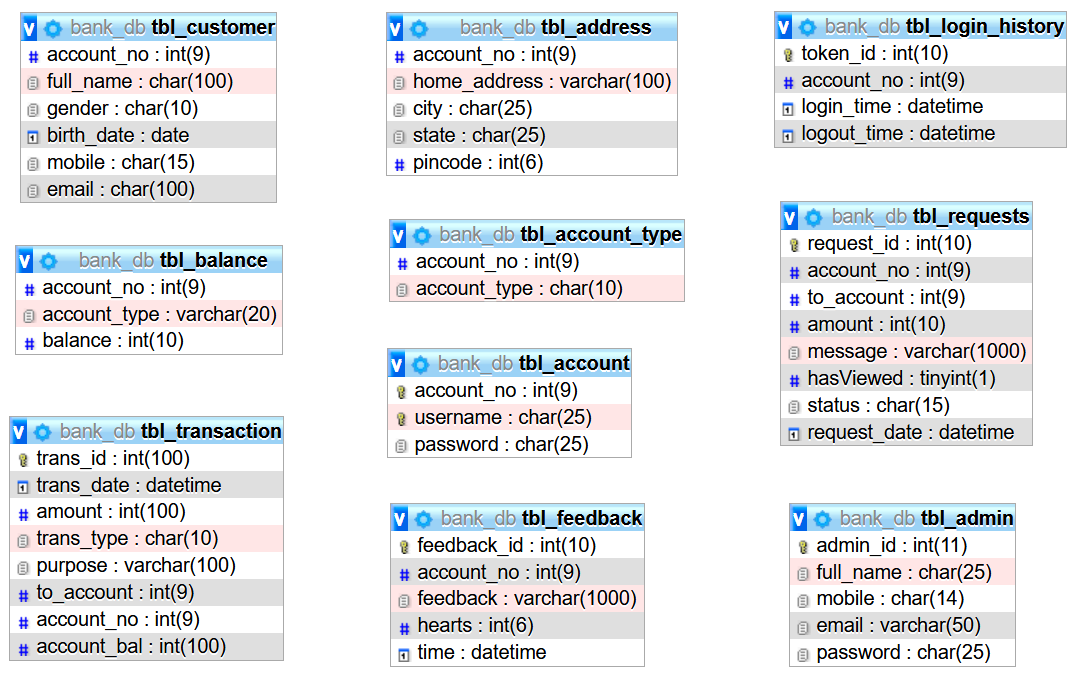 bank_db tbl_customer
account_no : int(9)
full_name : char(100)
gender : char(10)
birth_date : date
mobile : char(15)
email : char(100)
bank_db tbl_balance
account_no : int(9)
account_type : varchar(20)
balance : int(10)
bank_db tbl_transaction
trans_id : int(100)
trans_date : datetime
amount : int(100)
trans_type : char(10)
purpose : varchar(100)
to_account : int(9)
account_no : int(9)
account_bal : int(100)
bank_db tbl_address
account_no : int(9)
home_address : varchar(100)
city : char(25)
state : char(25)
pincode : int(6)
bank_db tbl_account_type
account_no : int(9)
account_type : char(10)
bank_db tbl_account
account_no : int(9)
username : char(25)
password : char(25)
bank_db tbl_feedback
feedback_id : int(10)
account_no : int(9)
feedback : varchar(1000)
hearts : int(6)
time : datetime
bank_db tbl_login_history
token_id : int(10)
account_no : int(9)
login_time : datetime
logout_time : datetime
bank_db tbl_requests
request_id : int(10)
account_no : int(9)
to_account : int(9)
amount : int(10)
message : varchar(1000)
hasViewed : tinyint(1)
status : char(15)
request_date : datetime
bank_db tbl_admin
admin_id : int(11)
full_name : char(25)
mobile : char(14)
email : varchar(50)
password : char(25)